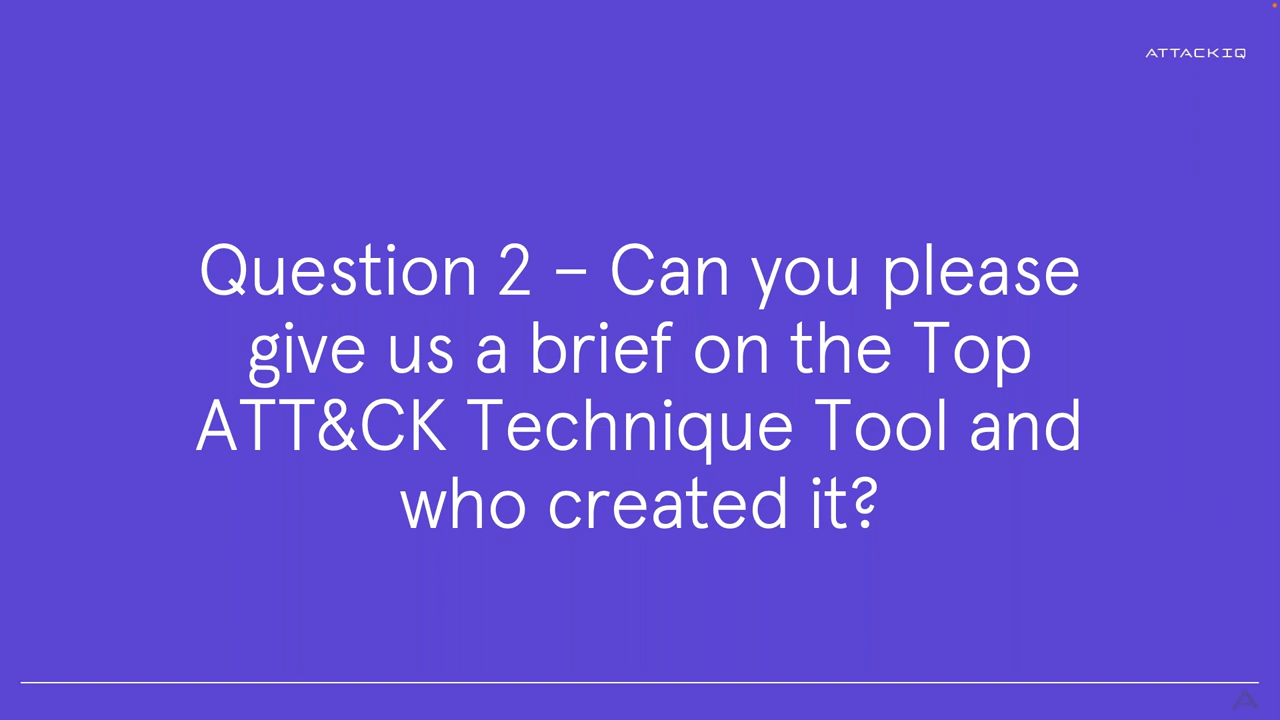 ATTACKIQ
Question 2 – Can you please
give us a brief on the Top
ATT&CK Technique Tool and
who created it?